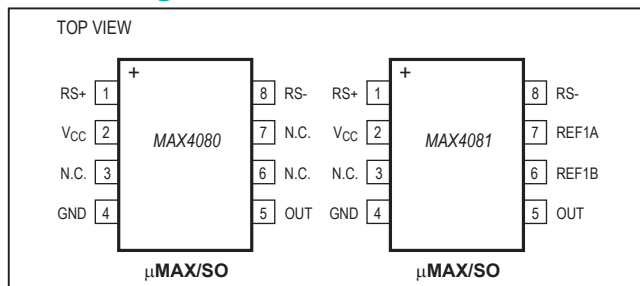 TOP VIEW
+ +
RS+ 1 8 RS- RS+ 1 8 RS-
VCC 2 MAX4080 7 N.C. VCC 2 MAX4081 7 REF1A
N.C. 3 6 N.C. N.C. 3 6 REF1B
GND 4 5 OUT GND 4 5 OUT
μMAX/SO μMAX/SO